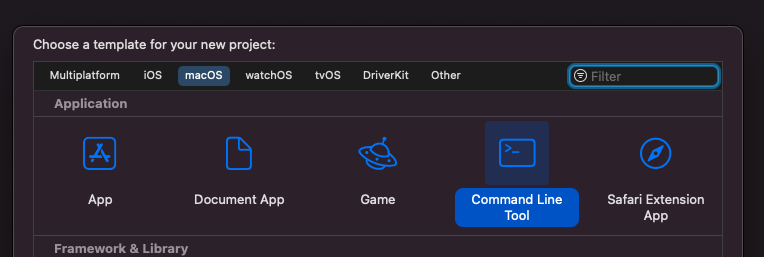 Choose a template for your new project:
Multiplatform iOS macOS watchOS tvOS DriverKit Other Filter
Application
App Document App Game Command Line Tool Safari Extension App
Framework & Library